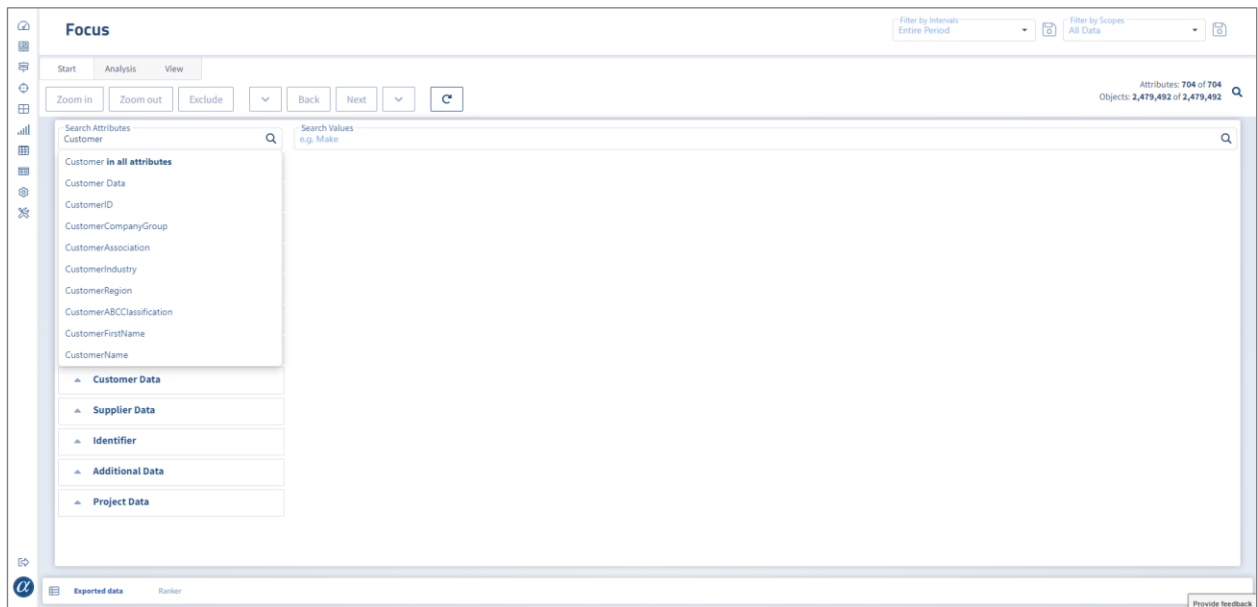 Focus
Filter by Intervals
Entire Period
Filter by Scopes
All Data
Start Analysis View
Zoom in Zoom out Exclude Back Next
Attributes: 704 of 704
Objects: 2,479,492 of 2,479,492
Search Attributes
Customer
Search Values
e.g. Make
Customer in all attributes
Customer Data
CustomerID
CustomerCompanyGroup
CustomerAssociation
CustomerIndustry
CustomerRegion
CustomerABCClassification
CustomerFirstName
CustomerName
Customer Data
Supplier Data
Identifier
Additional Data
Project Data
α
Exported data Ranker
Provide feedback